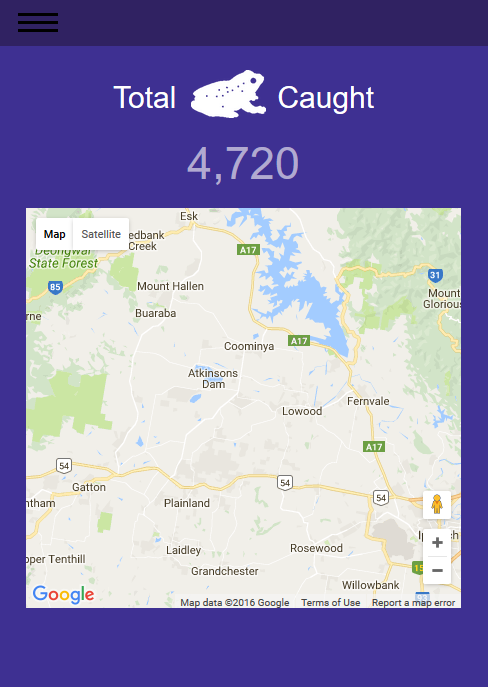 Total Caught
4,720
Map Satellite
Esk
edbank
Creek
A17
Deongwar
State Forest
31
85
Mount Hallen
Mount
Glorious
rne
Buaraba
Coominya
A17
Atkinsons
Dam
Fernvale
Lowood
A17
54
54
54
Gatton
ntham
Plainland
Laidley
Rosewood
pper Tenthill
Grandchester
15
Willowbank
Google
Map data ©2016 Google Terms of Use Report a map error